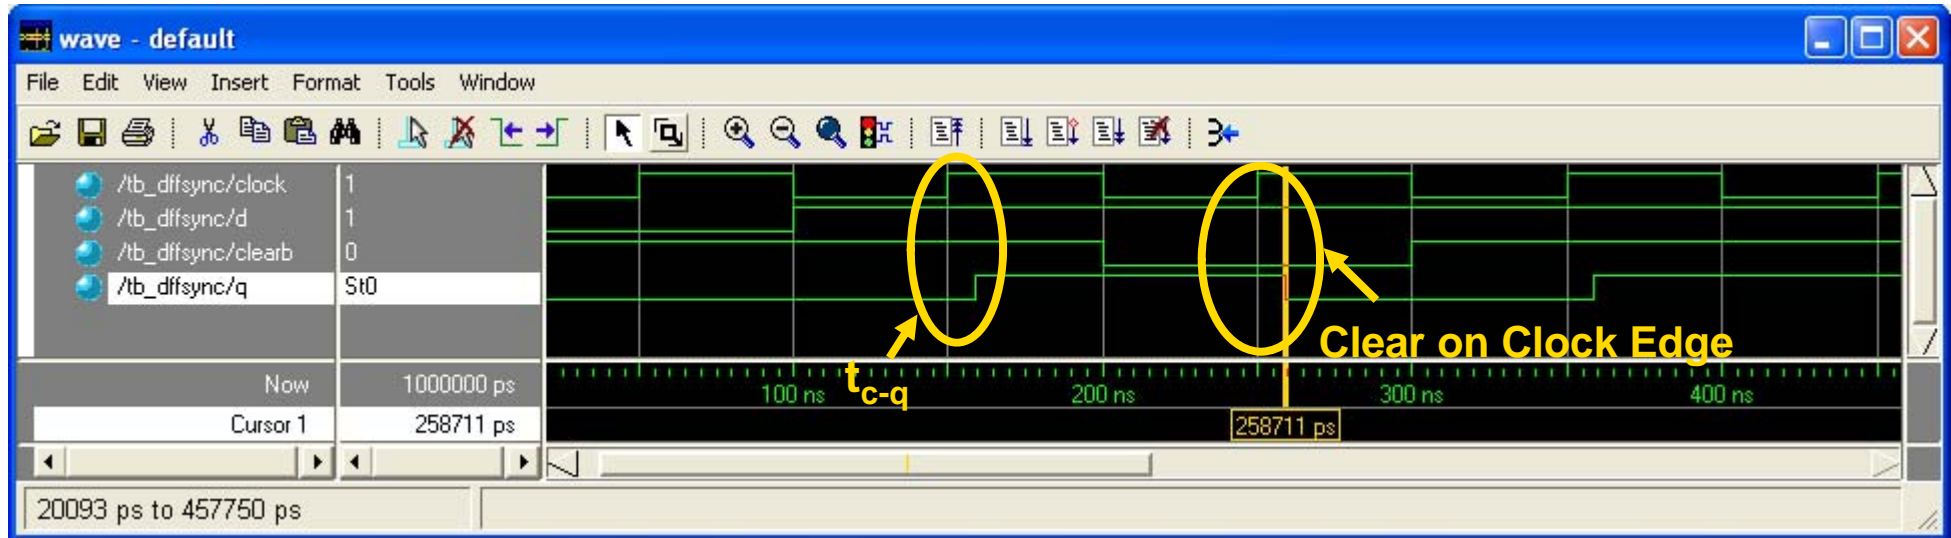 wave - default
File Edit View Insert Format Tools Window
/tb_dffsync/clock 1
/tb_dffsync/d 1
/tb_dffsync/clearb 0
/tb_dffsync/q St0
Clear on Clock Edge
tc-q
Now 1000000 ps 100 ns 200 ns 300 ns 400 ns
Cursor 1 258711 ps 258711 ps
20093 ps to 457750 ps